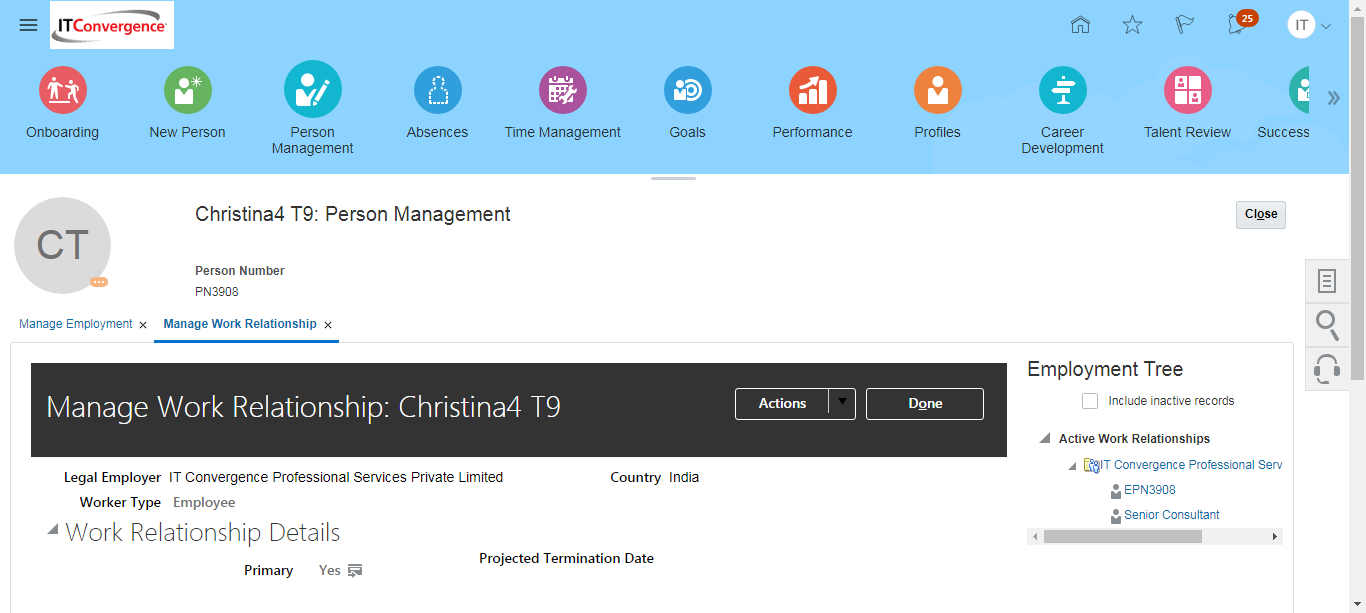 ITConvergence
25
IT
Onboarding
New Person
Person Management
Absences
Time Management
Goals
Performance
Profiles
Career Development
Talent Review
Success
CT
Christina4 T9: Person Management
Close
Person Number
PN3908
Manage Employment
Manage Work Relationship
Manage Work Relationship: Christina4 T9
Actions
Done
Legal Employer IT Convergence Professional Services Private Limited
Country India
Worker Type Employee
Work Relationship Details
Primary Yes
Projected Termination Date
Employment Tree
Include inactive records
Active Work Relationships
IT Convergence Professional Serv
EPN3908
Senior Consultant